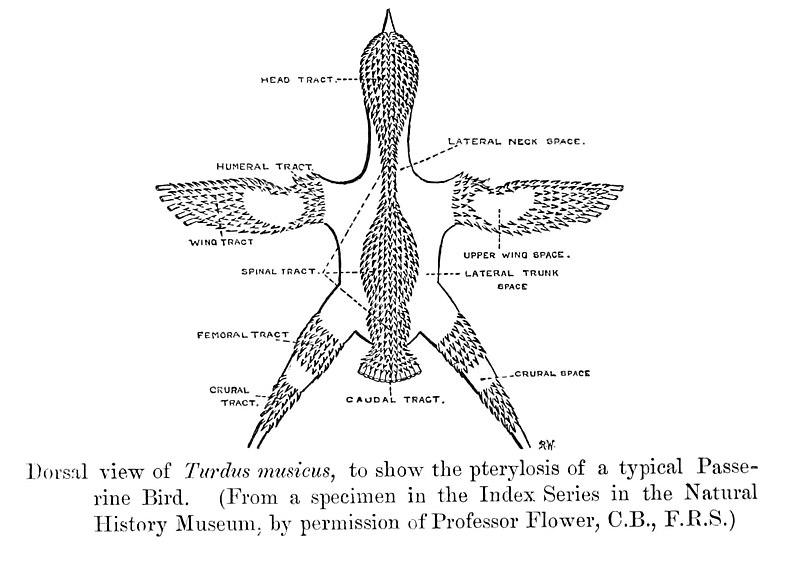 HEAD TRACT.
LATERAL NECK SPACE.
HUMERAL TRACT.
WING TRACT
UPPER WING SPACE.
SPINAL TRACT.
LATERAL TRUNK
SPACE
FEMORAL TRACT
CRURAL SPACE
CRURAL
TRACT.
CAUDAL TRACT.
R.W.
Dorsal view of Turdus musicus, to show the pterylosis of a typical Passe-
rine Bird. (From a specimen in the Index Series in the Natural
History Museum, by permission of Professor Flower, C.B., F.R.S.)